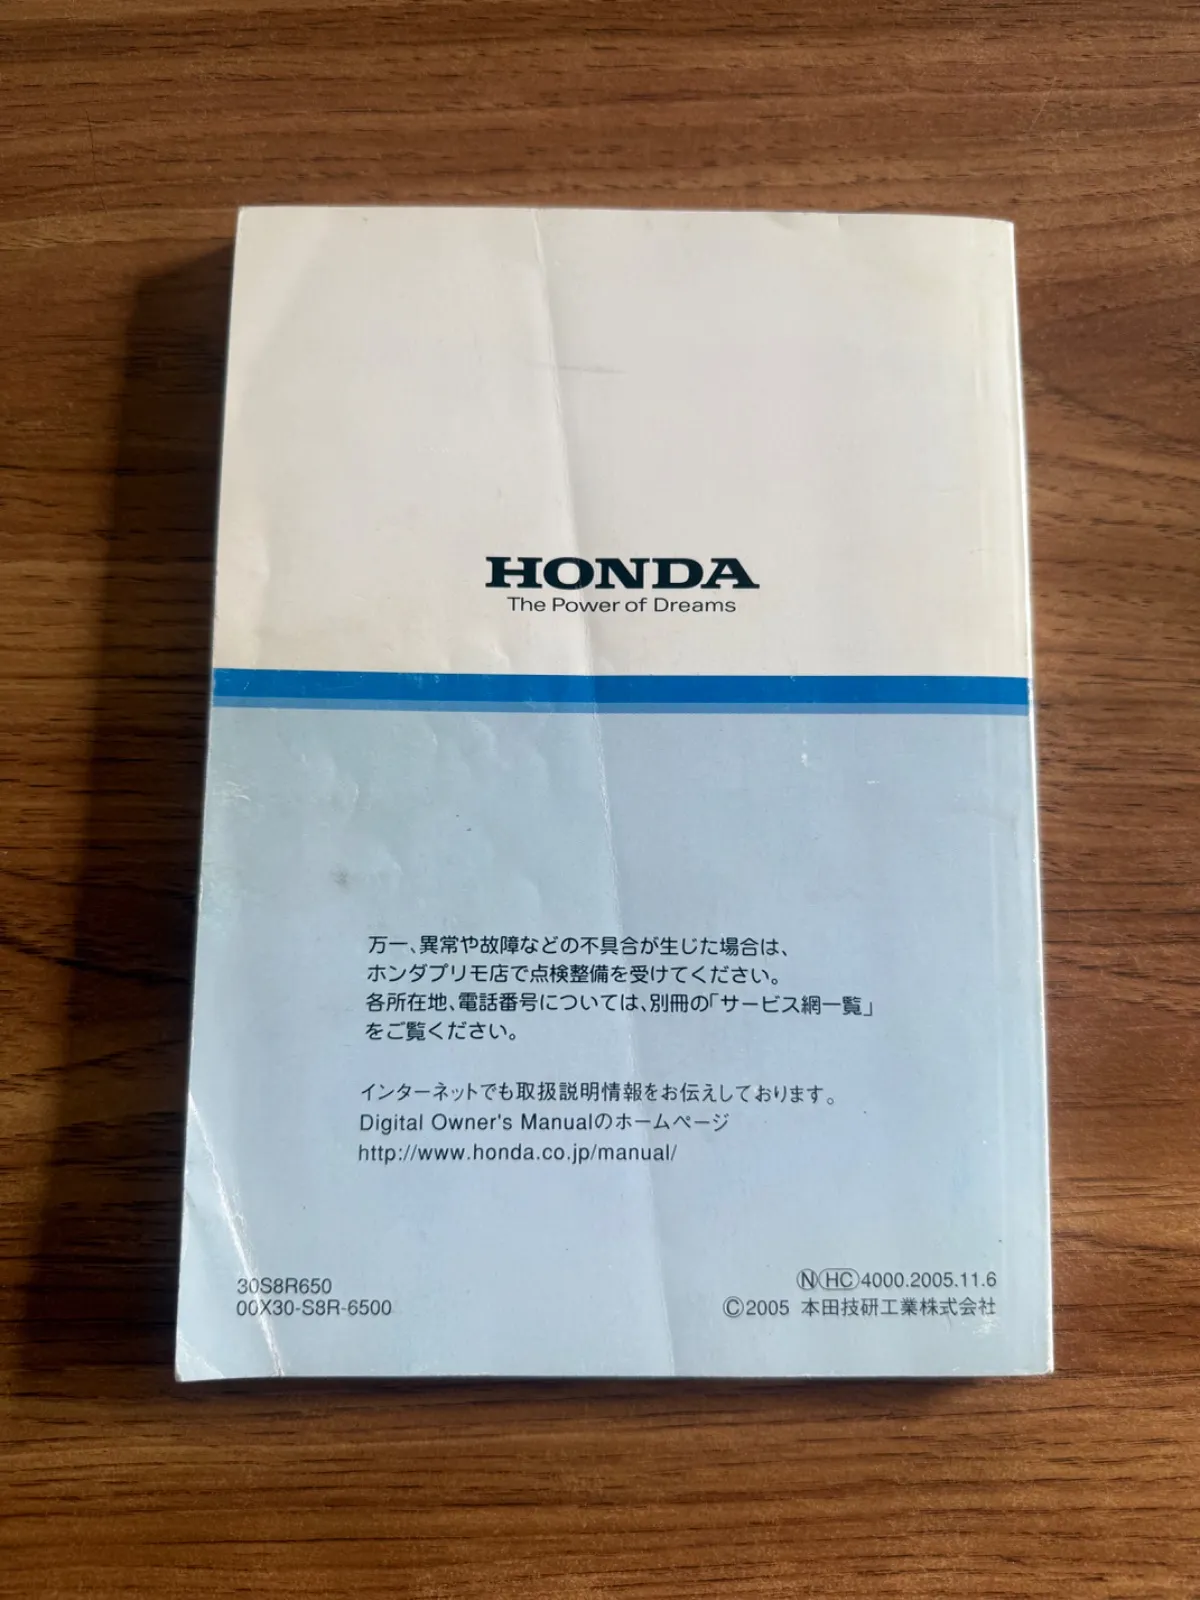 HONDA
The Power of Dreams
万一、異常や故障などの不具合が生じた場合は、
ホンダプリモ店で点検整備を受けてください。
各所在地、電話番号については、別冊の「サービス網一覧」
をご覧ください。
インターネットでも取扱説明情報をお伝えしております。
Digital Owner's Manualのホームページ
http://www.honda.co.jp/manual/
30S8R650
00X30-S8R-6500
ⓃHC4000.2005.11.6
©2005 本田技研工業株式会社